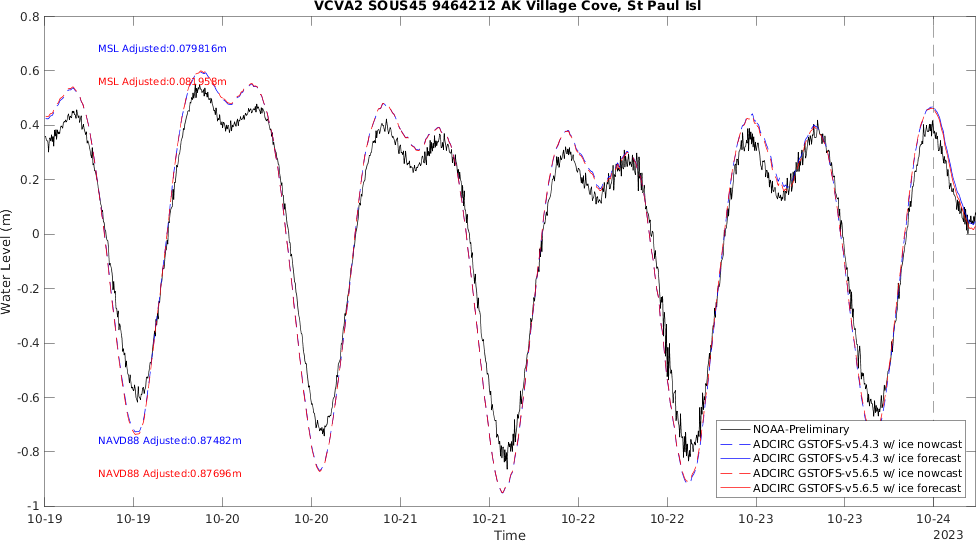 VCVA2 SOUS45 9464212 AK Village Cove, St Paul Isl
0.8
0.6
0.4
0.2
0
-0.2
-0.4
-0.6
-0.8
-1
Water Level (m)
MSL Adjusted:0.079816m
MSL Adjusted:0.081958m
NAVD88 Adjusted:0.87482m
NAVD88 Adjusted:0.87696m
NOAA-Preliminary
ADCIRC GSTOFS-v5.4.3 w/ ice nowcast
ADCIRC GSTOFS-v5.4.3 w/ ice forecast
ADCIRC GSTOFS-v5.6.5 w/ ice nowcast
ADCIRC GSTOFS-v5.6.5 w/ ice forecast
10-19 10-19 10-20 10-20 10-21 10-21 10-22 10-22 10-23 10-23 10-24
2023
Time